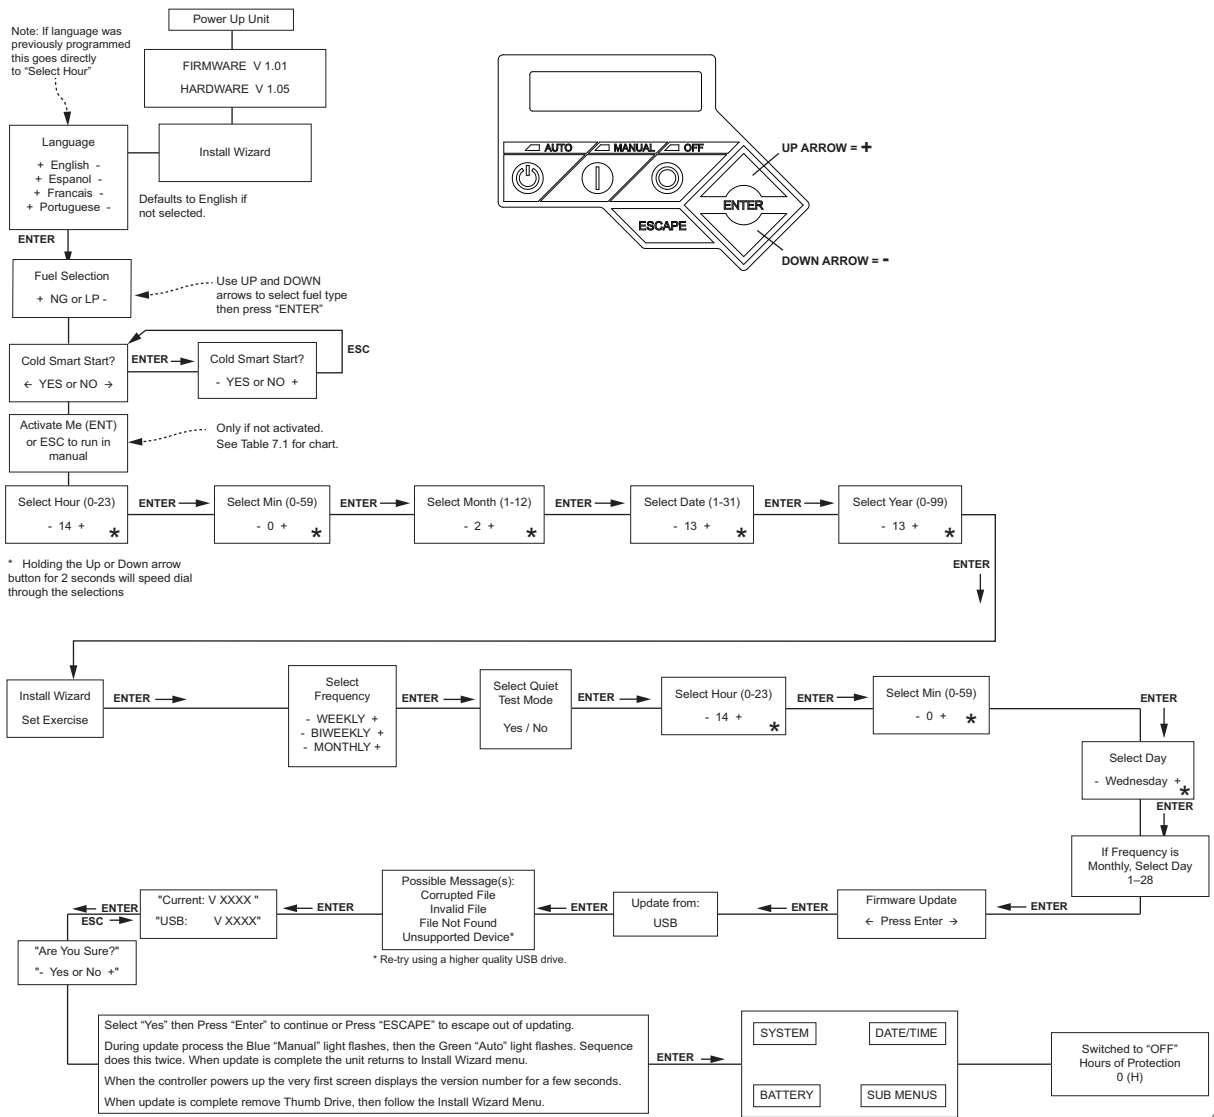 Power Up Unit
Note: If language was
previously programmed
this goes directly
to “Select Hour”
FIRMWARE V 1.01
HARDWARE V 1.05
Install Wizard
Language
+ English -
+ Espanol -
+ Francais -
+ Portuguese -
Defaults to English if
not selected.
ENTER
AUTO
MANUAL
OFF
ENTER
ESCAPE
UP ARROW = +
DOWN ARROW = -
Fuel Selection
+ NG or LP -
Use UP and DOWN
arrows to select fuel type
then press “ENTER”
Cold Smart Start?
← YES or NO →
ENTER
Cold Smart Start?
- YES or NO +
ESC
Activate Me (ENT)
or ESC to run in
manual
Only if not activated.
See Table 7.1 for chart.
Select Hour (0-23)
- 14 +
*
ENTER
Select Min (0-59)
- 0 +
*
ENTER
Select Month (1-12)
- 2 +
*
ENTER
Select Date (1-31)
- 13 +
*
ENTER
Select Year (0-99)
- 13 +
*
* Holding the Up or Down arrow
button for 2 seconds will speed dial
through the selections
ENTER
Install Wizard
Set Exercise
ENTER
Select
Frequency
- WEEKLY +
- BIWEEKLY +
- MONTHLY +
ENTER
Select Quiet
Test Mode
Yes / No
ENTER
Select Hour (0-23)
- 14 +
*
ENTER
Select Min (0-59)
- 0 +
*
ENTER
Select Day
- Wednesday +
*
ENTER
If Frequency is
Monthly, Select Day
1–28
ENTER
Firmware Update
← Press Enter →
ENTER
Update from:
USB
ENTER
Possible Message(s):
Corrupted File
Invalid File
File Not Found
Unsupported Device*
* Re-try using a higher quality USB drive.
ENTER
"Current: V XXXX "
"USB: V XXXX"
ENTER
ESC
"Are You Sure?"
"- Yes or No +"
Select “Yes” then Press “Enter” to continue or Press “ESCAPE” to escape out of updating.
During update process the Blue “Manual” light flashes, then the Green “Auto” light flashes. Sequence
does this twice. When update is complete the unit returns to Install Wizard menu.
When the controller powers up the very first screen displays the version number for a few seconds.
When update is complete remove Thumb Drive, then follow the Install Wizard Menu.
ENTER
SYSTEM
DATE/TIME
BATTERY
SUB MENUS
Switched to “OFF”
Hours of Protection
0 (H)